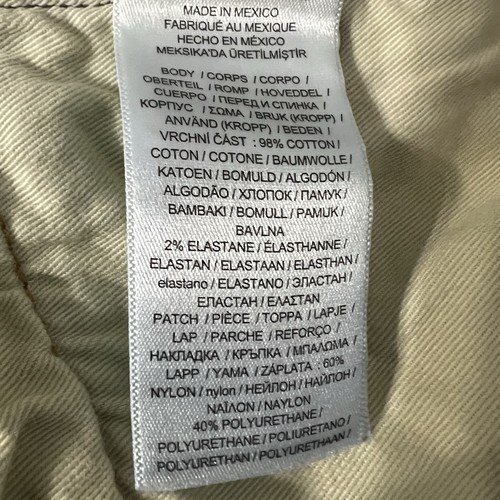 MADE IN MEXICO
FABRIQUÉ AU MEXIQUE
HECHO EN MÉXICO
MEKSIKA'DA ÜRETİLMİŞTİR
BODY / CORPS / CORPO /
OBERTEIL / ROMP / HOVEDDEL /
CUERPO / ПЕРЕД И СПИНКА /
КОРПУС / ΣΩΜΑ / BRUK (KROPP) /
ANVÄND (KROPP) / BEDEN /
VRCHNÍ ČÁST : 98% COTTON /
COTON / COTONE / BAUMWOLLE /
KATOEN / BOMULD / ALGODÓN /
ALGODÃO / ХЛОПОК / ПАМУК /
ΒΑΜΒΑΚΙ / BOMULL / PAMUK /
BAVLNA
2% ELASTANE / ÉLASTHANNE /
ELASTAN / ELASTAAN / ELASTHAN /
elastano / ELASTANO / ЭЛАСТАН /
ЕЛАСТАН / ΕΛΑΣΤΑΝ
PATCH / PIÈCE / TOPPA / LAPJE /
LAP / PARCHE / REFORÇO /
НАКЛАДКА / КРЪПКА / ΜΠΑΛΩΜΑ /
LAPP / YAMA / ZÁPLATA : 60%
NYLON / nylon / НЕЙЛОН / НАЙЛОН /
ΝΑΪΛΟΝ / NAYLON
40% POLYURETHANE /
POLYURETHANE / POLIURETANO /
POLYURETHAN / POLYURETHAAN /